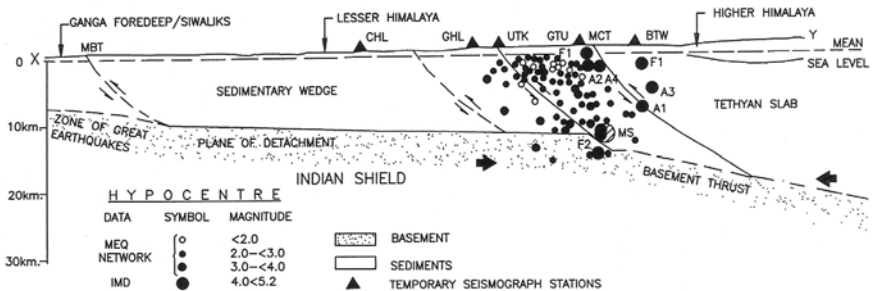 GANGA FOREDEEP/SIWALIKS
LESSER HIMALAYA
HIGHER HIMALAYA
MBT
CHL
GHL
UTK
GTU
MCT
BTW
X
Y
MEAN
SEA LEVEL
0
F1
F1
A2 A4
A3
A1
SEDIMENTARY WEDGE
TETHYAN SLAB
10km.
ZONE OF GREAT
EARTHQUAKES
PLANE OF DETACHMENT
MS
F2
INDIAN SHIELD
BASEMENT THRUST
20km.
30km.
HYPOCENTRE
DATA SYMBOL MAGNITUDE
MEQ
NETWORK
<2.0
2.0-<3.0
3.0-<4.0
IMD 4.0<5.2
BASEMENT
SEDIMENTS
TEMPORARY SEISMOGRAPH STATIONS